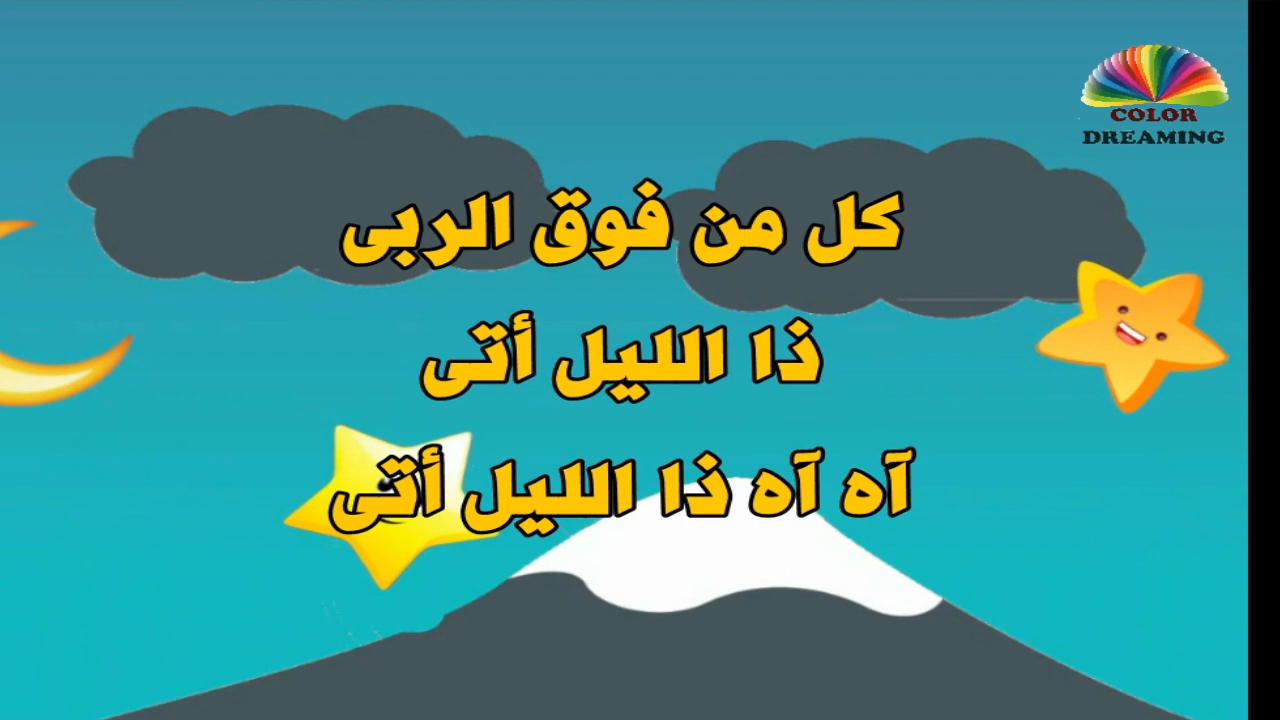 COLOR
DREAMING
كل من فوق الربى
ذا الليل أتى
آه آه ذا الليل أتى